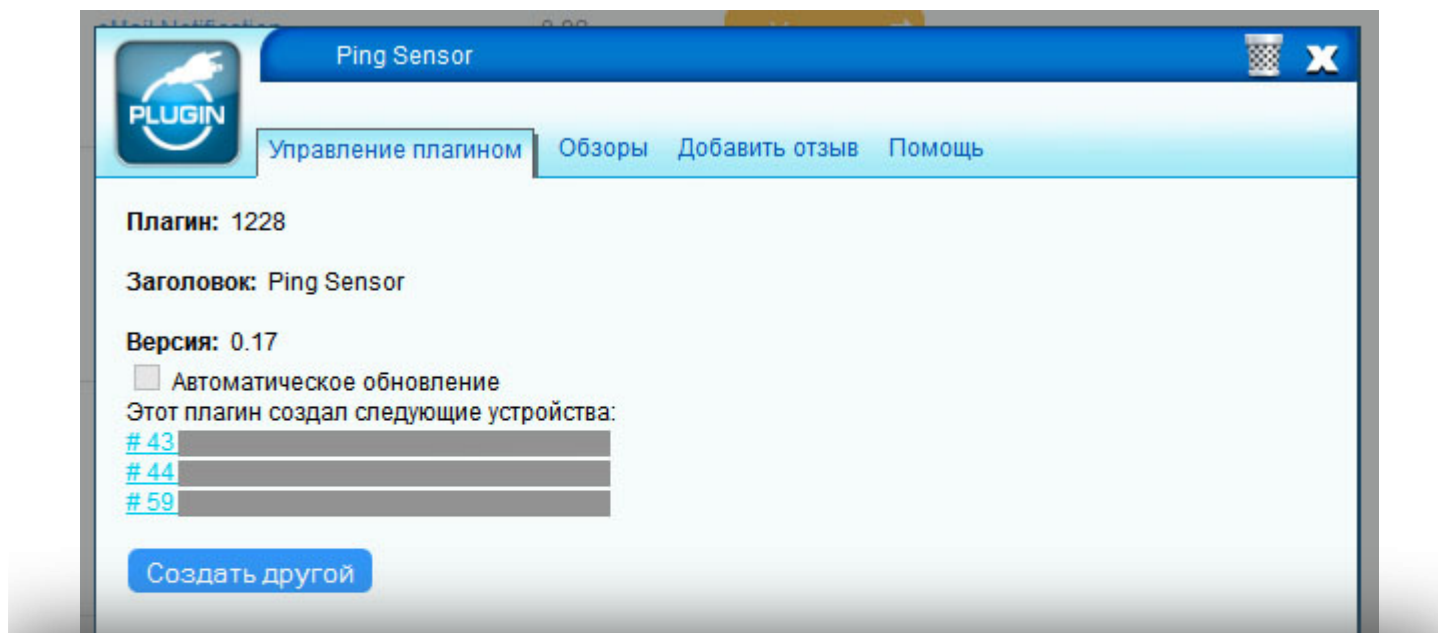 Ping Sensor
PLUGIN
Управление плагином Обзоры Добавить отзыв Помощь
Плагин: 1228
Заголовок: Ping Sensor
Версия: 0.17
Автоматическое обновление
Этот плагин создал следующие устройства:
# 43
# 44
# 59
Создать другой